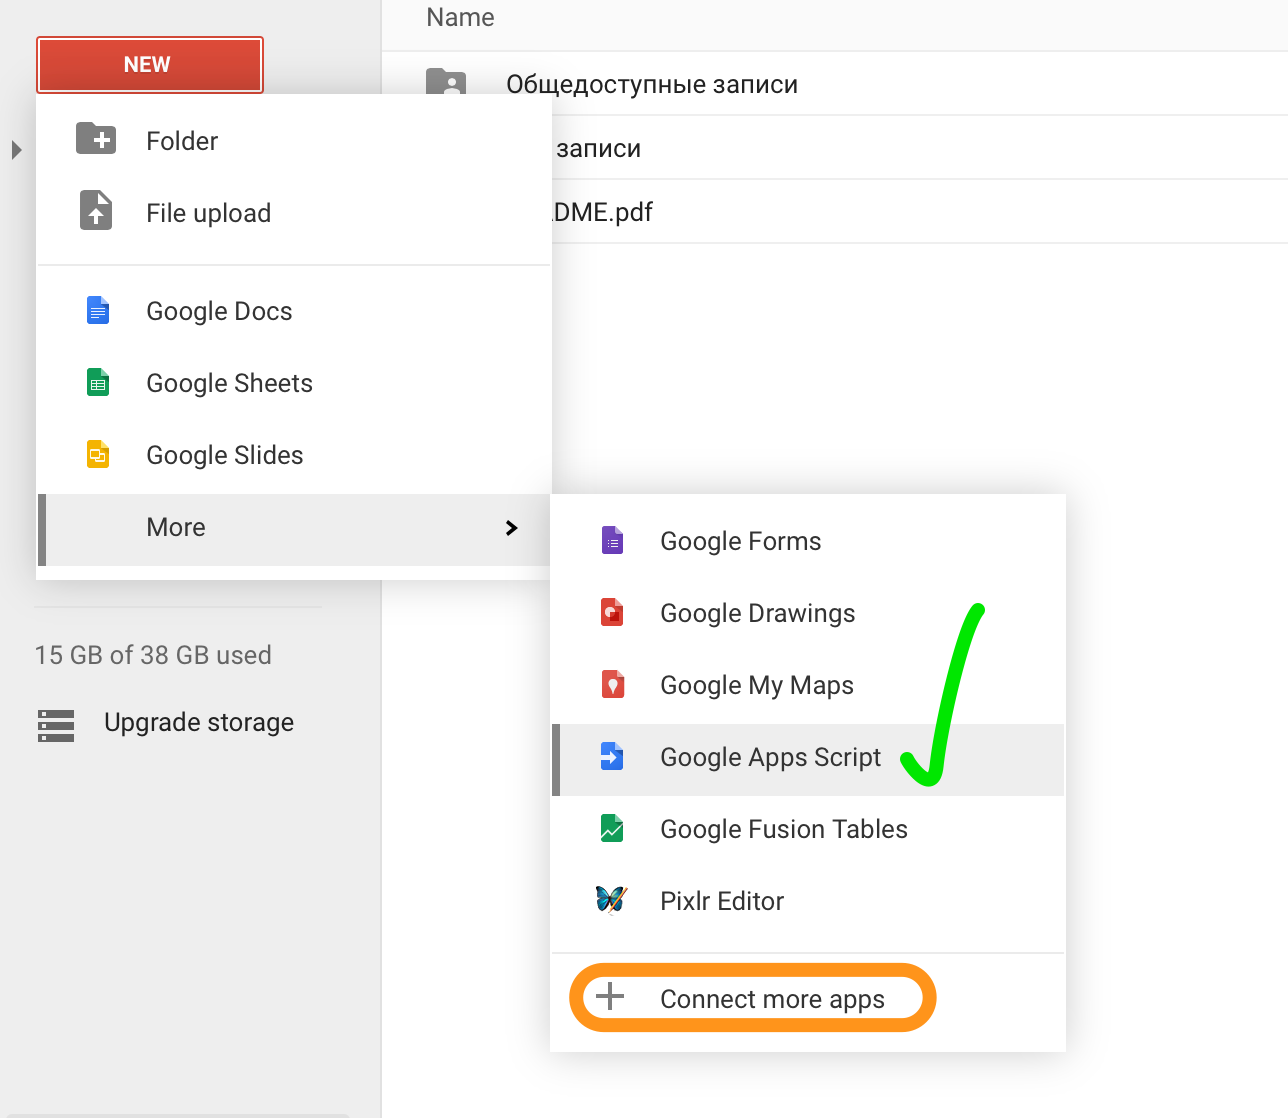 Name
NEW
Общедоступные записи
Folder
записи
File upload
DME.pdf
Google Docs
Google Sheets
Google Slides
More
Google Forms
Google Drawings
15 GB of 38 GB used
Google My Maps
Upgrade storage
Google Apps Script
Google Fusion Tables
Pixlr Editor
Connect more apps